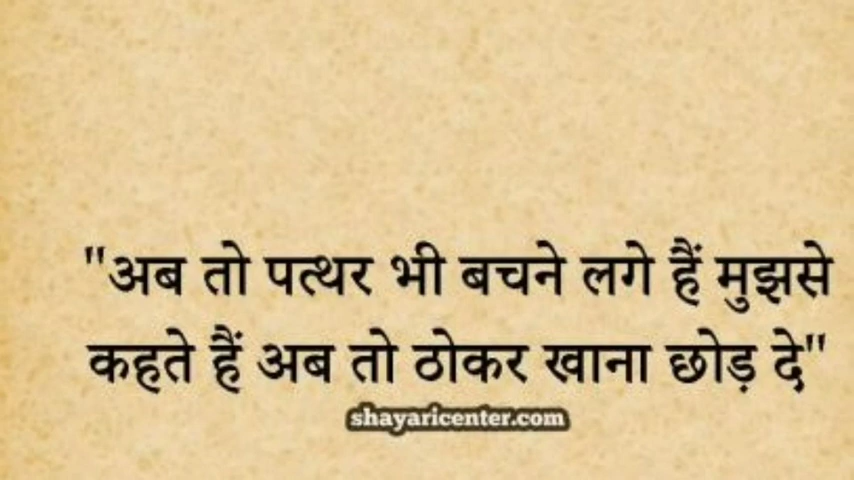 "अब तो पत्थर भी बचने लगे हैं मुझसे
कहते हैं अब तो ठोकर खाना छोड़ दे"
shayaricenter.com